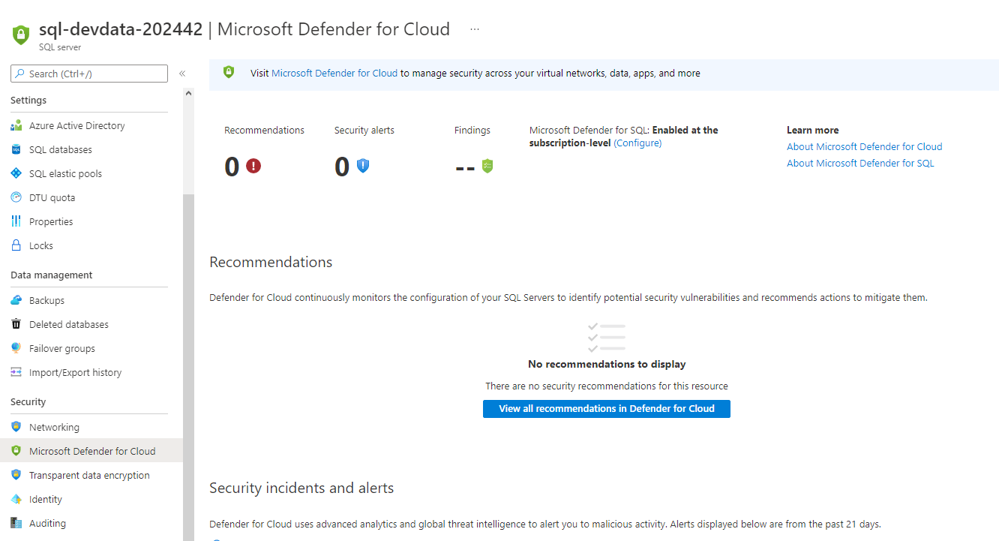 sql-devdata-202442 | Microsoft Defender for Cloud ...
SQL server
Search (Ctrl+/)
«
Settings
Azure Active Directory
SQL databases
SQL elastic pools
DTU quota
Properties
Locks
Data management
Backups
Deleted databases
Failover groups
Import/Export history
Security
Networking
Microsoft Defender for Cloud
Transparent data encryption
Identity
Auditing
Visit Microsoft Defender for Cloud to manage security across your virtual networks, data, apps, and more
Recommendations
0
Security alerts
0
Findings
--
Microsoft Defender for SQL: Enabled at the
subscription-level (Configure)
Learn more
About Microsoft Defender for Cloud
About Microsoft Defender for SQL
Recommendations
Defender for Cloud continuously monitors the configuration of your SQL Servers to identify potential security vulnerabilities and recommends actions to mitigate them.
No recommendations to display
There are no security recommendations for this resource
View all recommendations in Defender for Cloud
Security incidents and alerts
Defender for Cloud uses advanced analytics and global threat intelligence to alert you to malicious activity. Alerts displayed below are from the past 21 days.